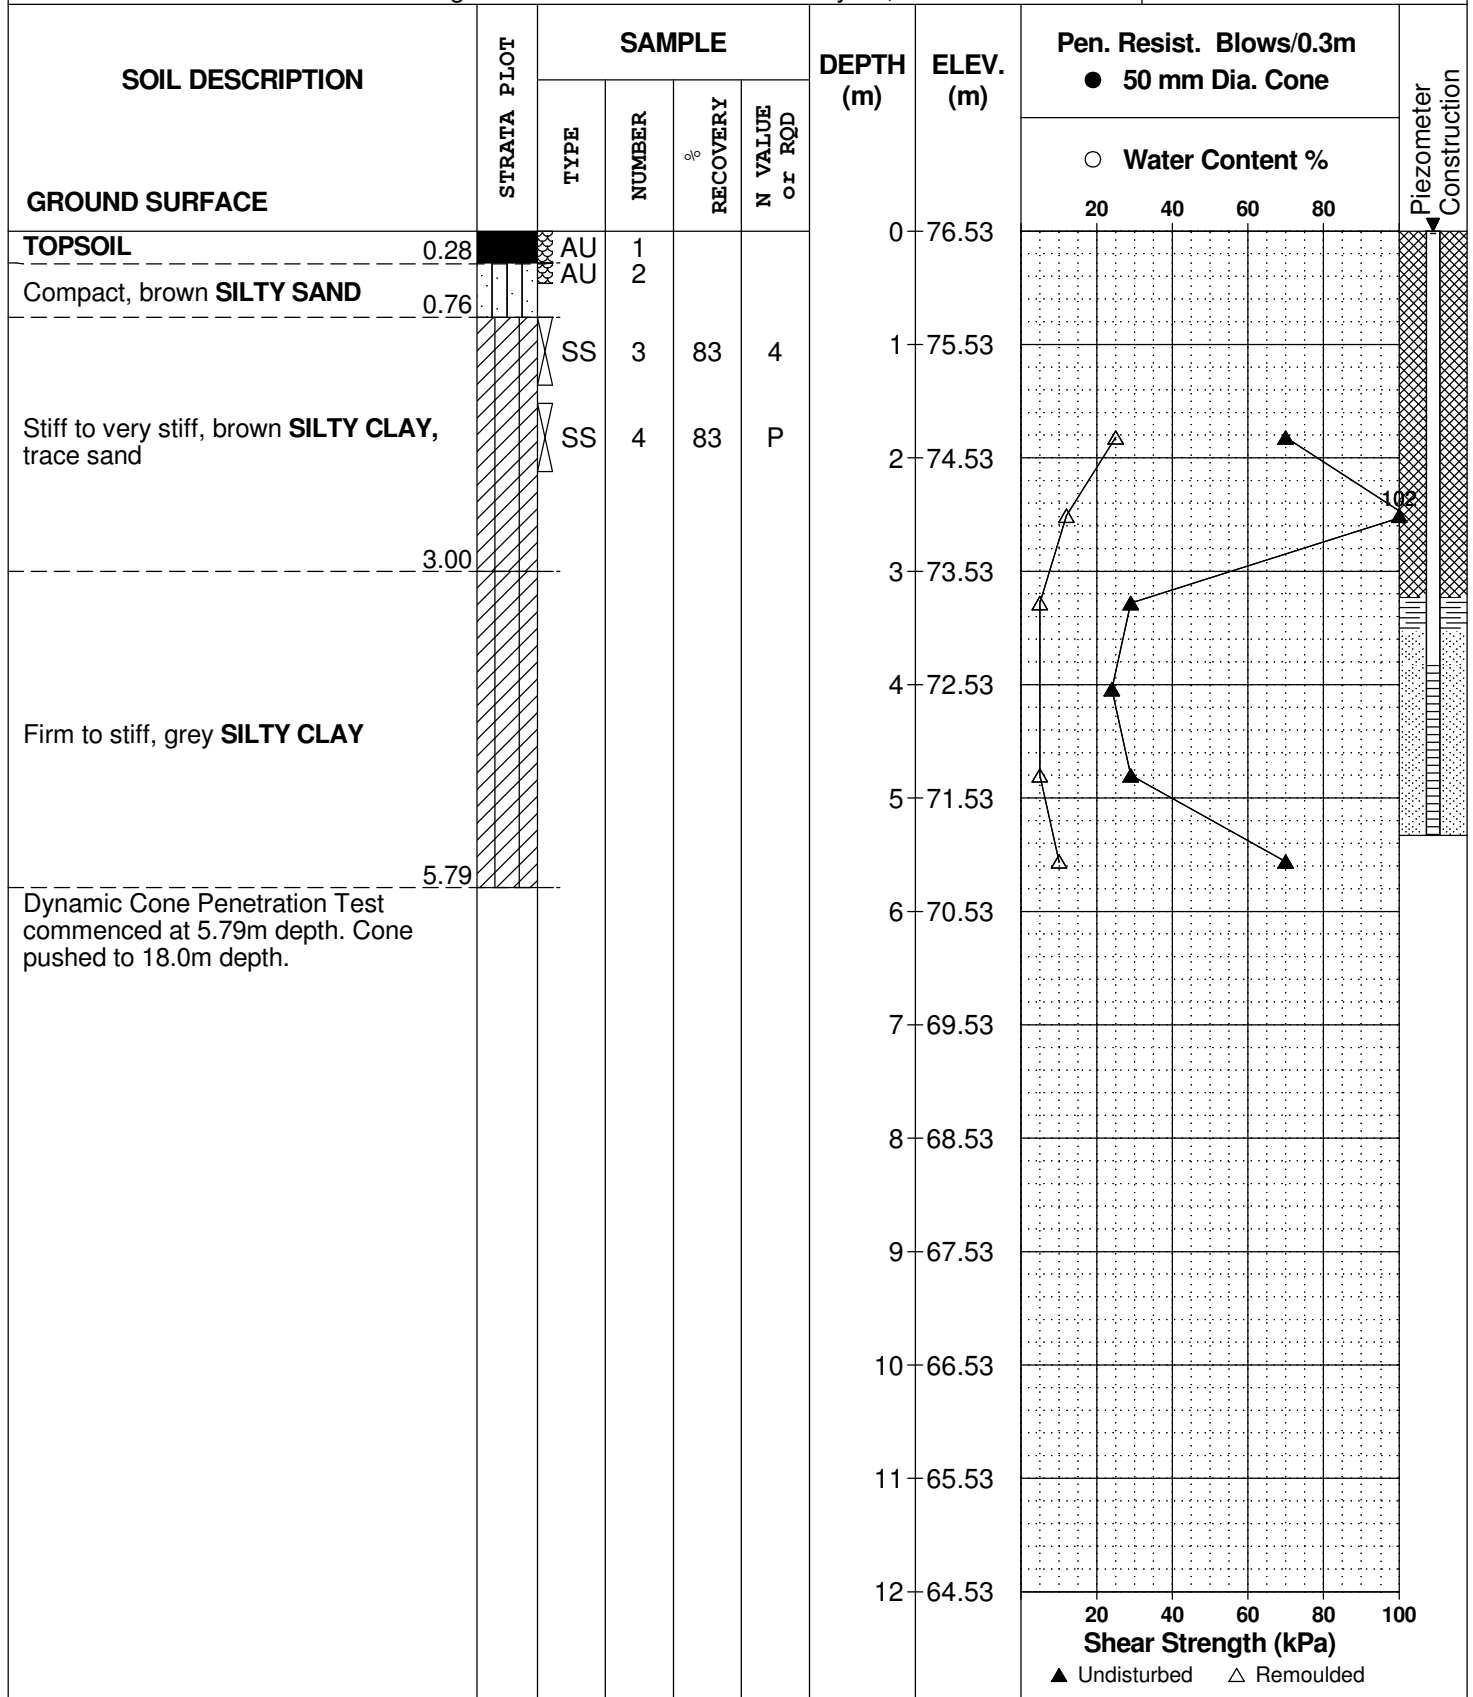 SOIL DESCRIPTION
GROUND SURFACE
STRATA PLOT
SAMPLE
TYPE
NUMBER
% RECOVERY
N VALUE or RQD
DEPTH (m)
ELEV. (m)
Pen. Resist. Blows/0.3m
● 50 mm Dia. Cone
○ Water Content %
20 40 60 80
Piezometer Construction
TOPSOIL 0.28 AU 1
0 76.53
AU 2
Compact, brown SILTY SAND 0.76
SS 3 83 4
1 75.53
Stiff to very stiff, brown SILTY CLAY,
trace sand
SS 4 83 P
2 74.53
102
3.00
3 73.53
4 72.53
Firm to stiff, grey SILTY CLAY
5 71.53
5.79
Dynamic Cone Penetration Test
commenced at 5.79m depth. Cone
pushed to 18.0m depth.
6 70.53
7 69.53
8 68.53
9 67.53
10 66.53
11 65.53
12 64.53
20 40 60 80 100
Shear Strength (kPa)
▲ Undisturbed △ Remoulded